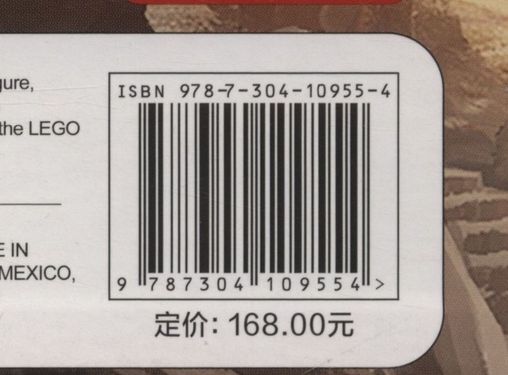 gure,
the LEGO
E IN
MEXICO,
ISBN 978-7-304-10955-4
9 787304 109554 >
定价: 168.00元